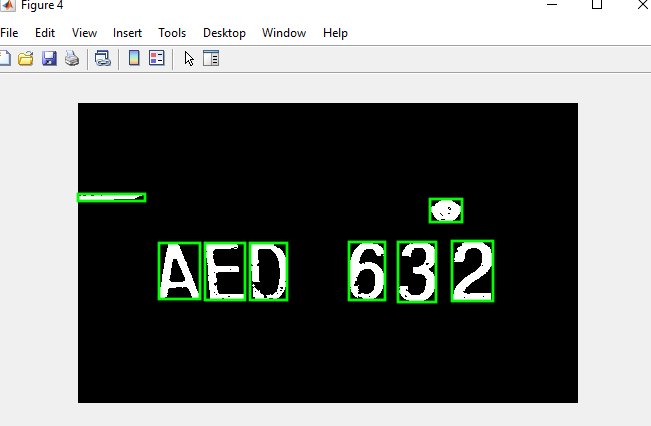 Figure 4
File Edit View Insert Tools Desktop Window Help
AED 632